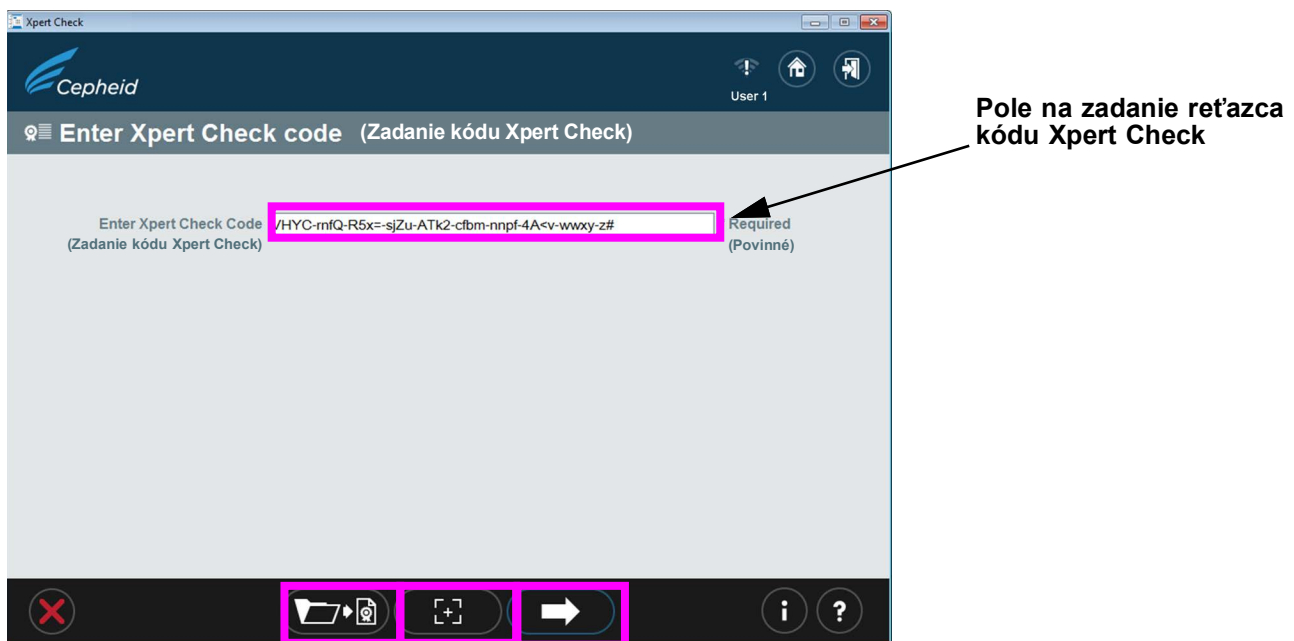 Xpert Check
Cepheid
User 1
Enter Xpert Check code (Zadanie kódu Xpert Check)
Pole na zadanie reťazca
kódu Xpert Check
Enter Xpert Check Code
(Zadanie kódu Xpert Check)
/HYC-rnfQ-R5x=-sjZu-ATk2-cfbm-nnpf-4A<v-wwxy-z#
Required
(Povinné)
i
?